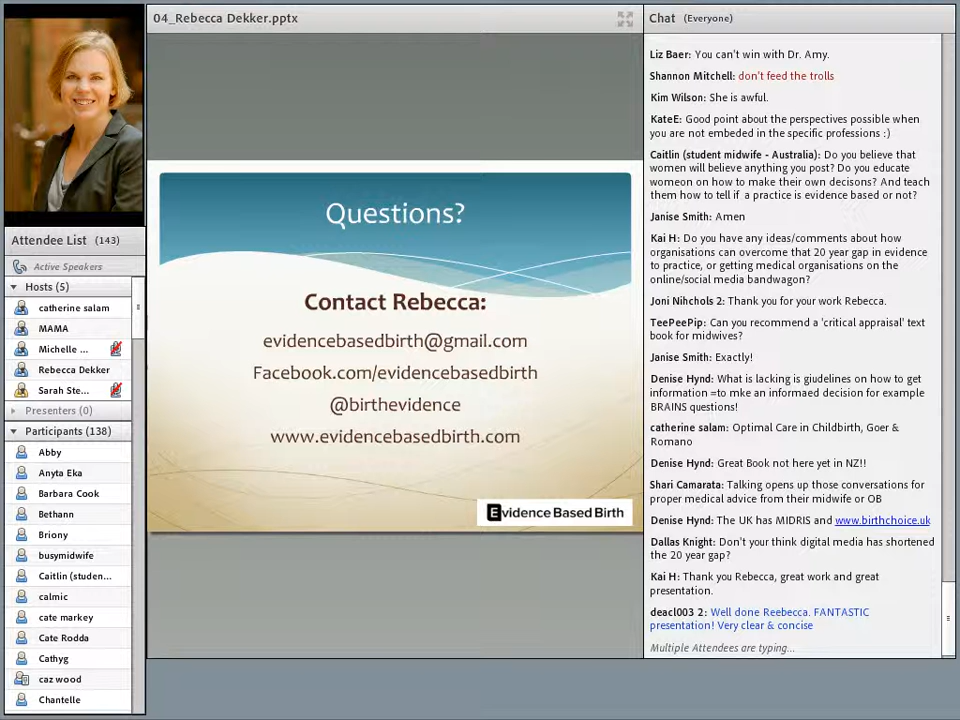 04_Rebecca Dekker.pptx
Attendee List (143)
Active Speakers
Hosts (5)
catherine salam
MAMA
Michelle ...
Rebecca Dekker
Sarah Ste...
Presenters (0)
Participants (138)
Abby
Anyta Eka
Barbara Cook
Bethann
Briony
busymidwife
Caitlin (studen...
calmic
cate markey
Cate Rodda
Cathyg
caz wood
Chantelle
Questions?
Contact Rebecca:
evidencebasedbirth@gmail.com
Facebook.com/evidencebasedbirth
@birthevidence
www.evidencebasedbirth.com
Evidence Based Birth
Chat (Everyone)
Liz Baer: You can't win with Dr. Amy.
Shannon Mitchell: don't feed the trolls
Kim Wilson: She is awful.
KateE: Good point about the perspectives possible when
you are not embeded in the specific professions :)
Caitlin (student midwife - Australia): Do you believe that
women will believe anything you post? Do you educate
womeon on how to make their own decisons? And teach
them how to tell if a practice is evidence based or not?
Janise Smith: Amen
Kai H: Do you have any ideas/comments about how
organisations can overcome that 20 year gap in evidence
to practice, or getting medical organisations on the
online/social media bandwagon?
Joni Nihchols 2: Thank you for your work Rebecca.
TeePeePip: Can you recommend a 'critical appraisal' text
book for midwives?
Janise Smith: Exactly!
Denise Hynd: What is lacking is giudelines on how to get
information =to mke an informaed decision for example
BRAINS questions!
catherine salam: Optimal Care in Childbirth, Goer &
Romano
Denise Hynd: Great Book not here yet in NZ!!
Shari Camarata: Talking opens up those conversations for
proper medical advice from their midwife or OB
Denise Hynd: The UK has MIDRIS and www.birthchoice.uk
Dallas Knight: Don't your think digital media has shortened
the 20 year gap?
Kai H: Thank you Rebecca, great work and great
presentation.
deacl003 2: Well done Reebecca. FANTASTIC
presentation! Very clear & concise
Multiple Attendees are typing...